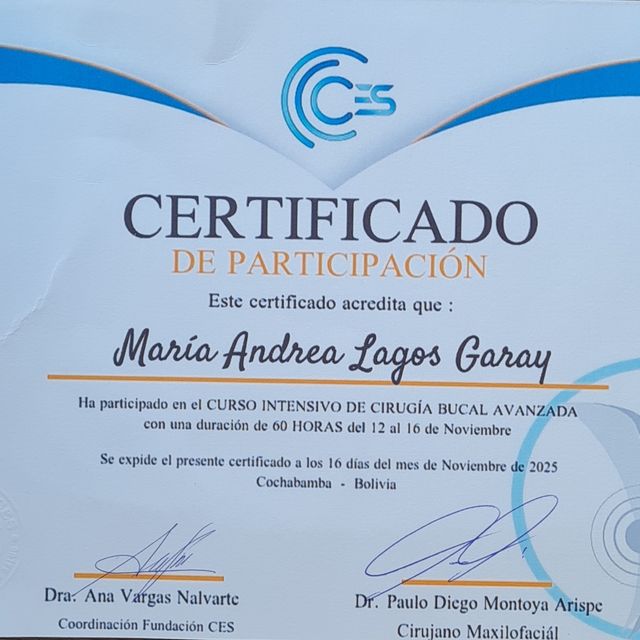 CES
CERTIFICADO
DE PARTICIPACIÓN
Este certificado acredita que :
María Andrea Lagos Garay
Ha participado en el CURSO INTENSIVO DE CIRUGÍA BUCAL AVANZADA
con una duración de 60 HORAS del 12 al 16 de Noviembre
Se expide el presente certificado a los 16 días del mes de Noviembre de 2025
Cochabamba - Bolivia
Dra. Ana Vargas Nalvarte
Coordinación Fundación CES
Dr. Paulo Diego Montoya Arispe
Cirujano Maxilofaciál